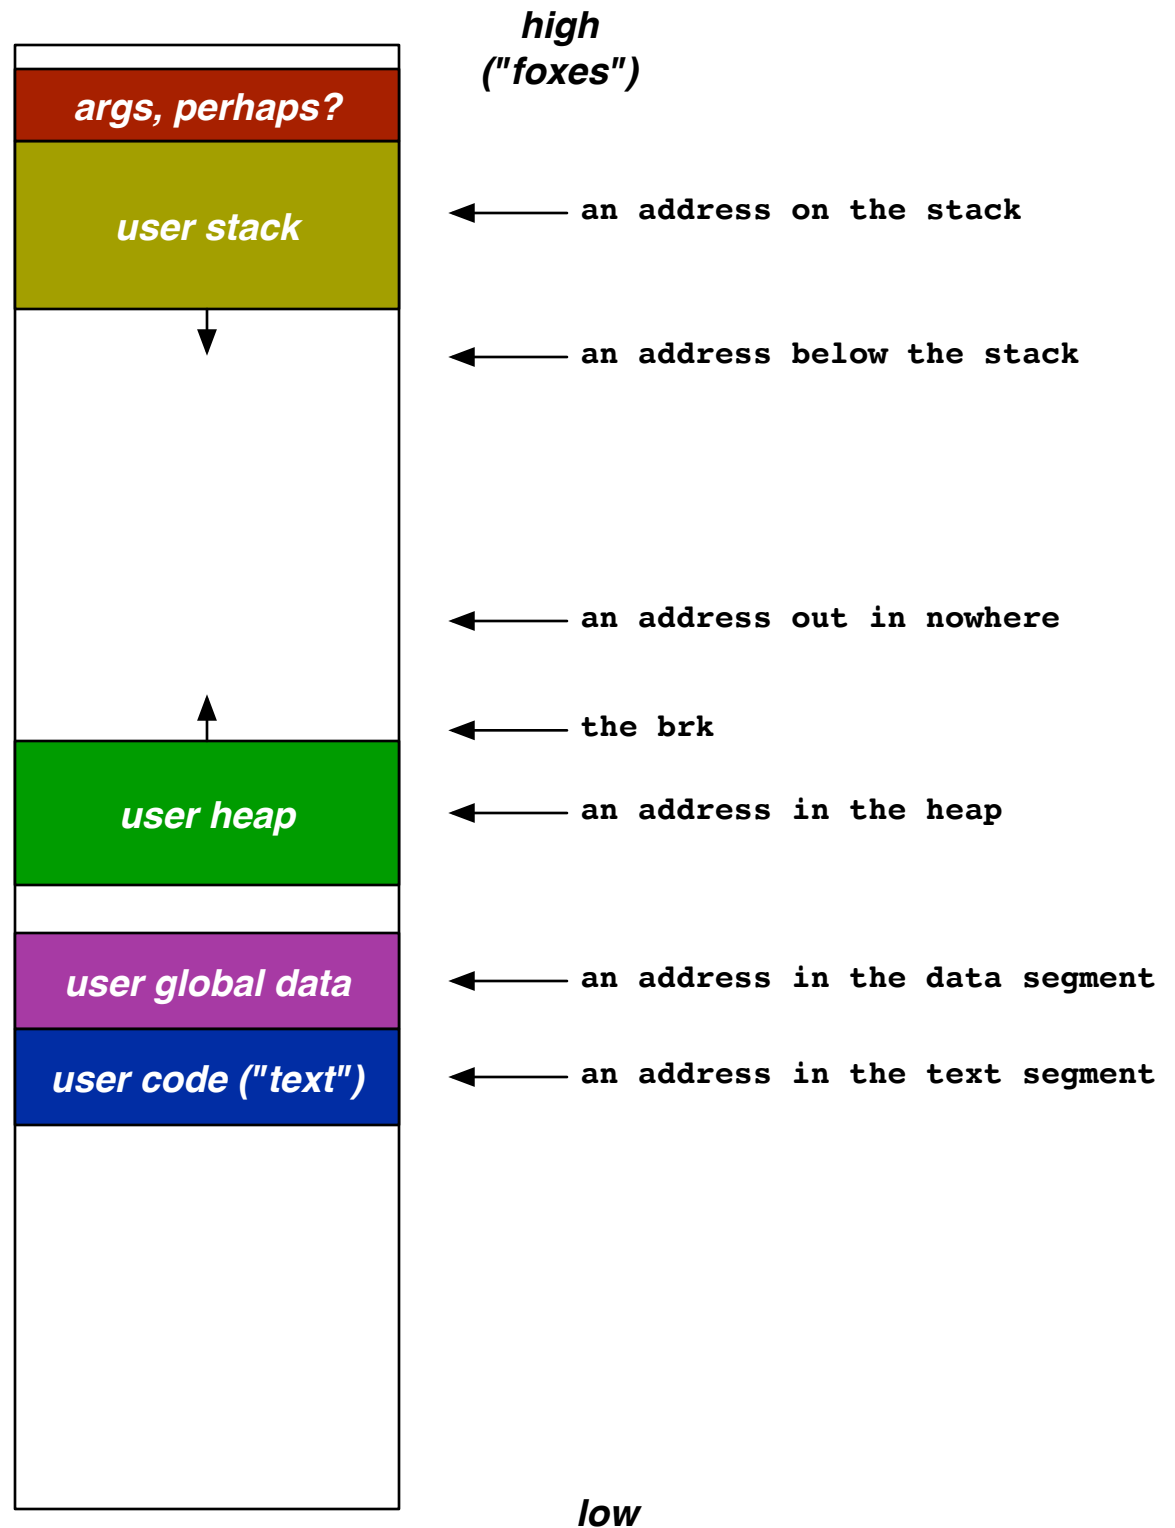 high
("foxes")
args, perhaps?
user stack
an address on the stack
an address below the stack
an address out in nowhere
the brk
user heap
an address in the heap
user global data
an address in the data segment
user code ("text")
an address in the text segment
low